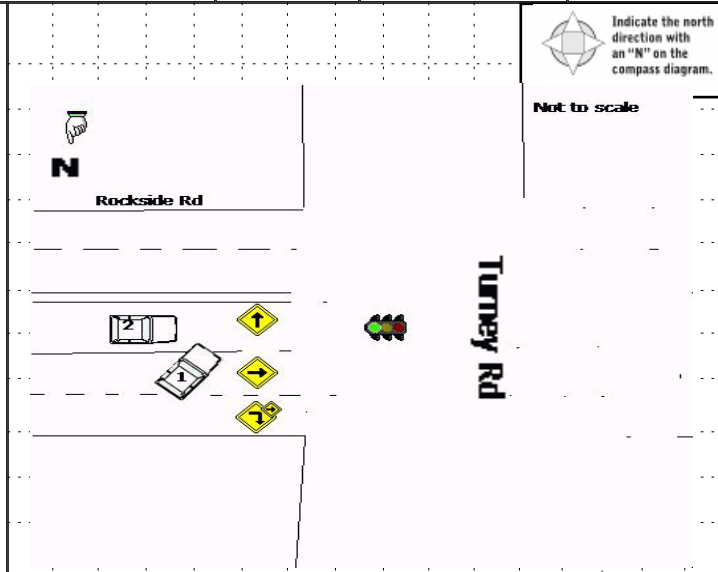 Indicate the north
direction with
an “N” on the
compass diagram.
Not to scale
N
Rockside Rd
Turney Rd
2
1